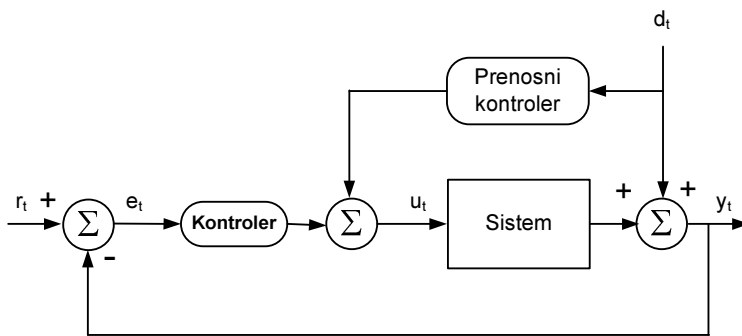 dₜ
Prenosni
kontroler
rₜ
+
Σ
eₜ
Kontroler
Σ
uₜ
Sistem
+
Σ
+
yₜ
-